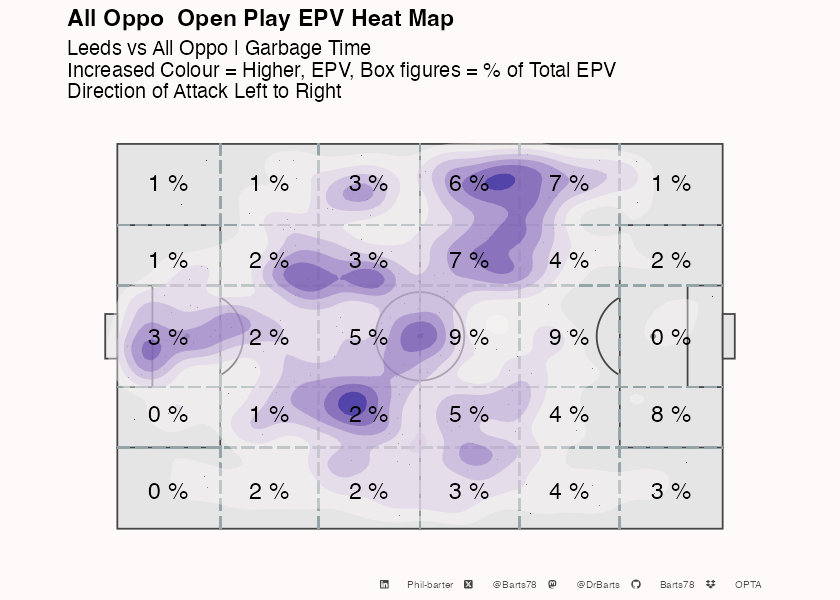 All Oppo  Open Play EPV Heat Map
Leeds vs All Oppo | Garbage Time
Increased Colour = Higher, EPV, Box figures = % of Total EPV
Direction of Attack Left to Right
1 % 1 % 3 % 6 % 7 % 1 %
1 % 2 % 3 % 7 % 4 % 2 %
3 % 2 % 5 % 9 % 9 % 0 %
0 % 1 % 2 % 5 % 4 % 8 %
0 % 2 % 2 % 3 % 4 % 3 %
Phil-barter @Barts78 @DrBarts Barts78 OPTA